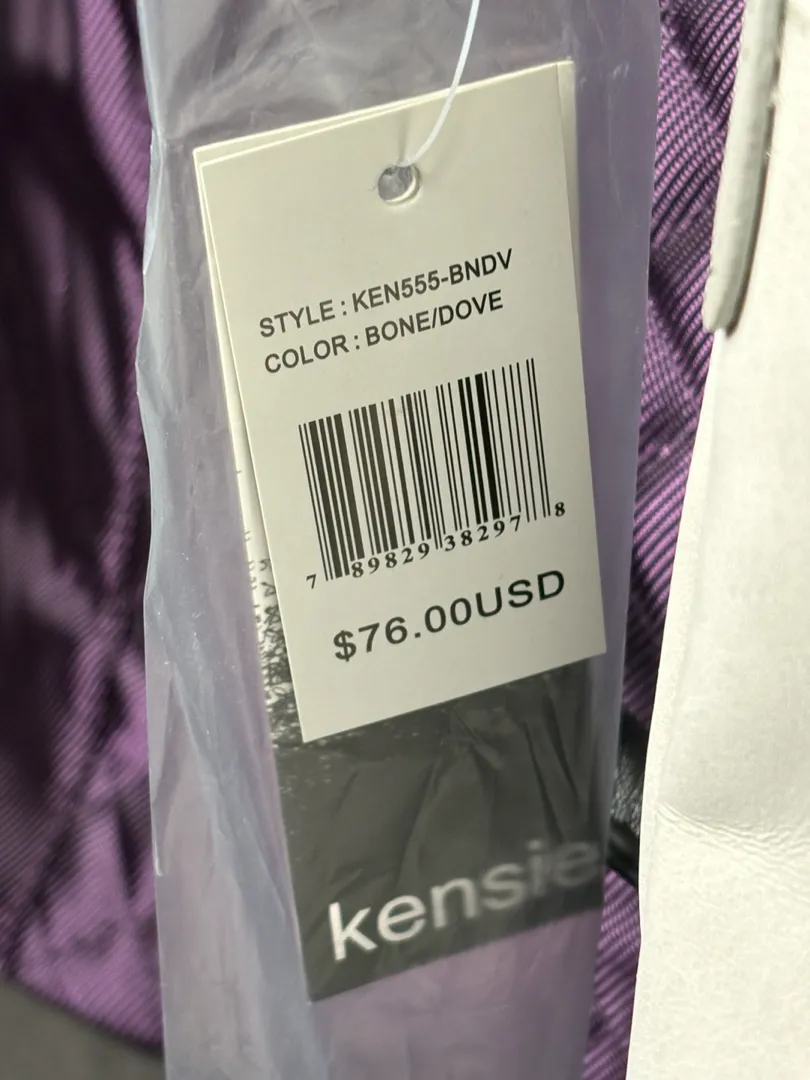 STYLE : KEN555-BNDV
COLOR : BONE/DOVE
7 89829 38297 8
$76.00USD
kensie